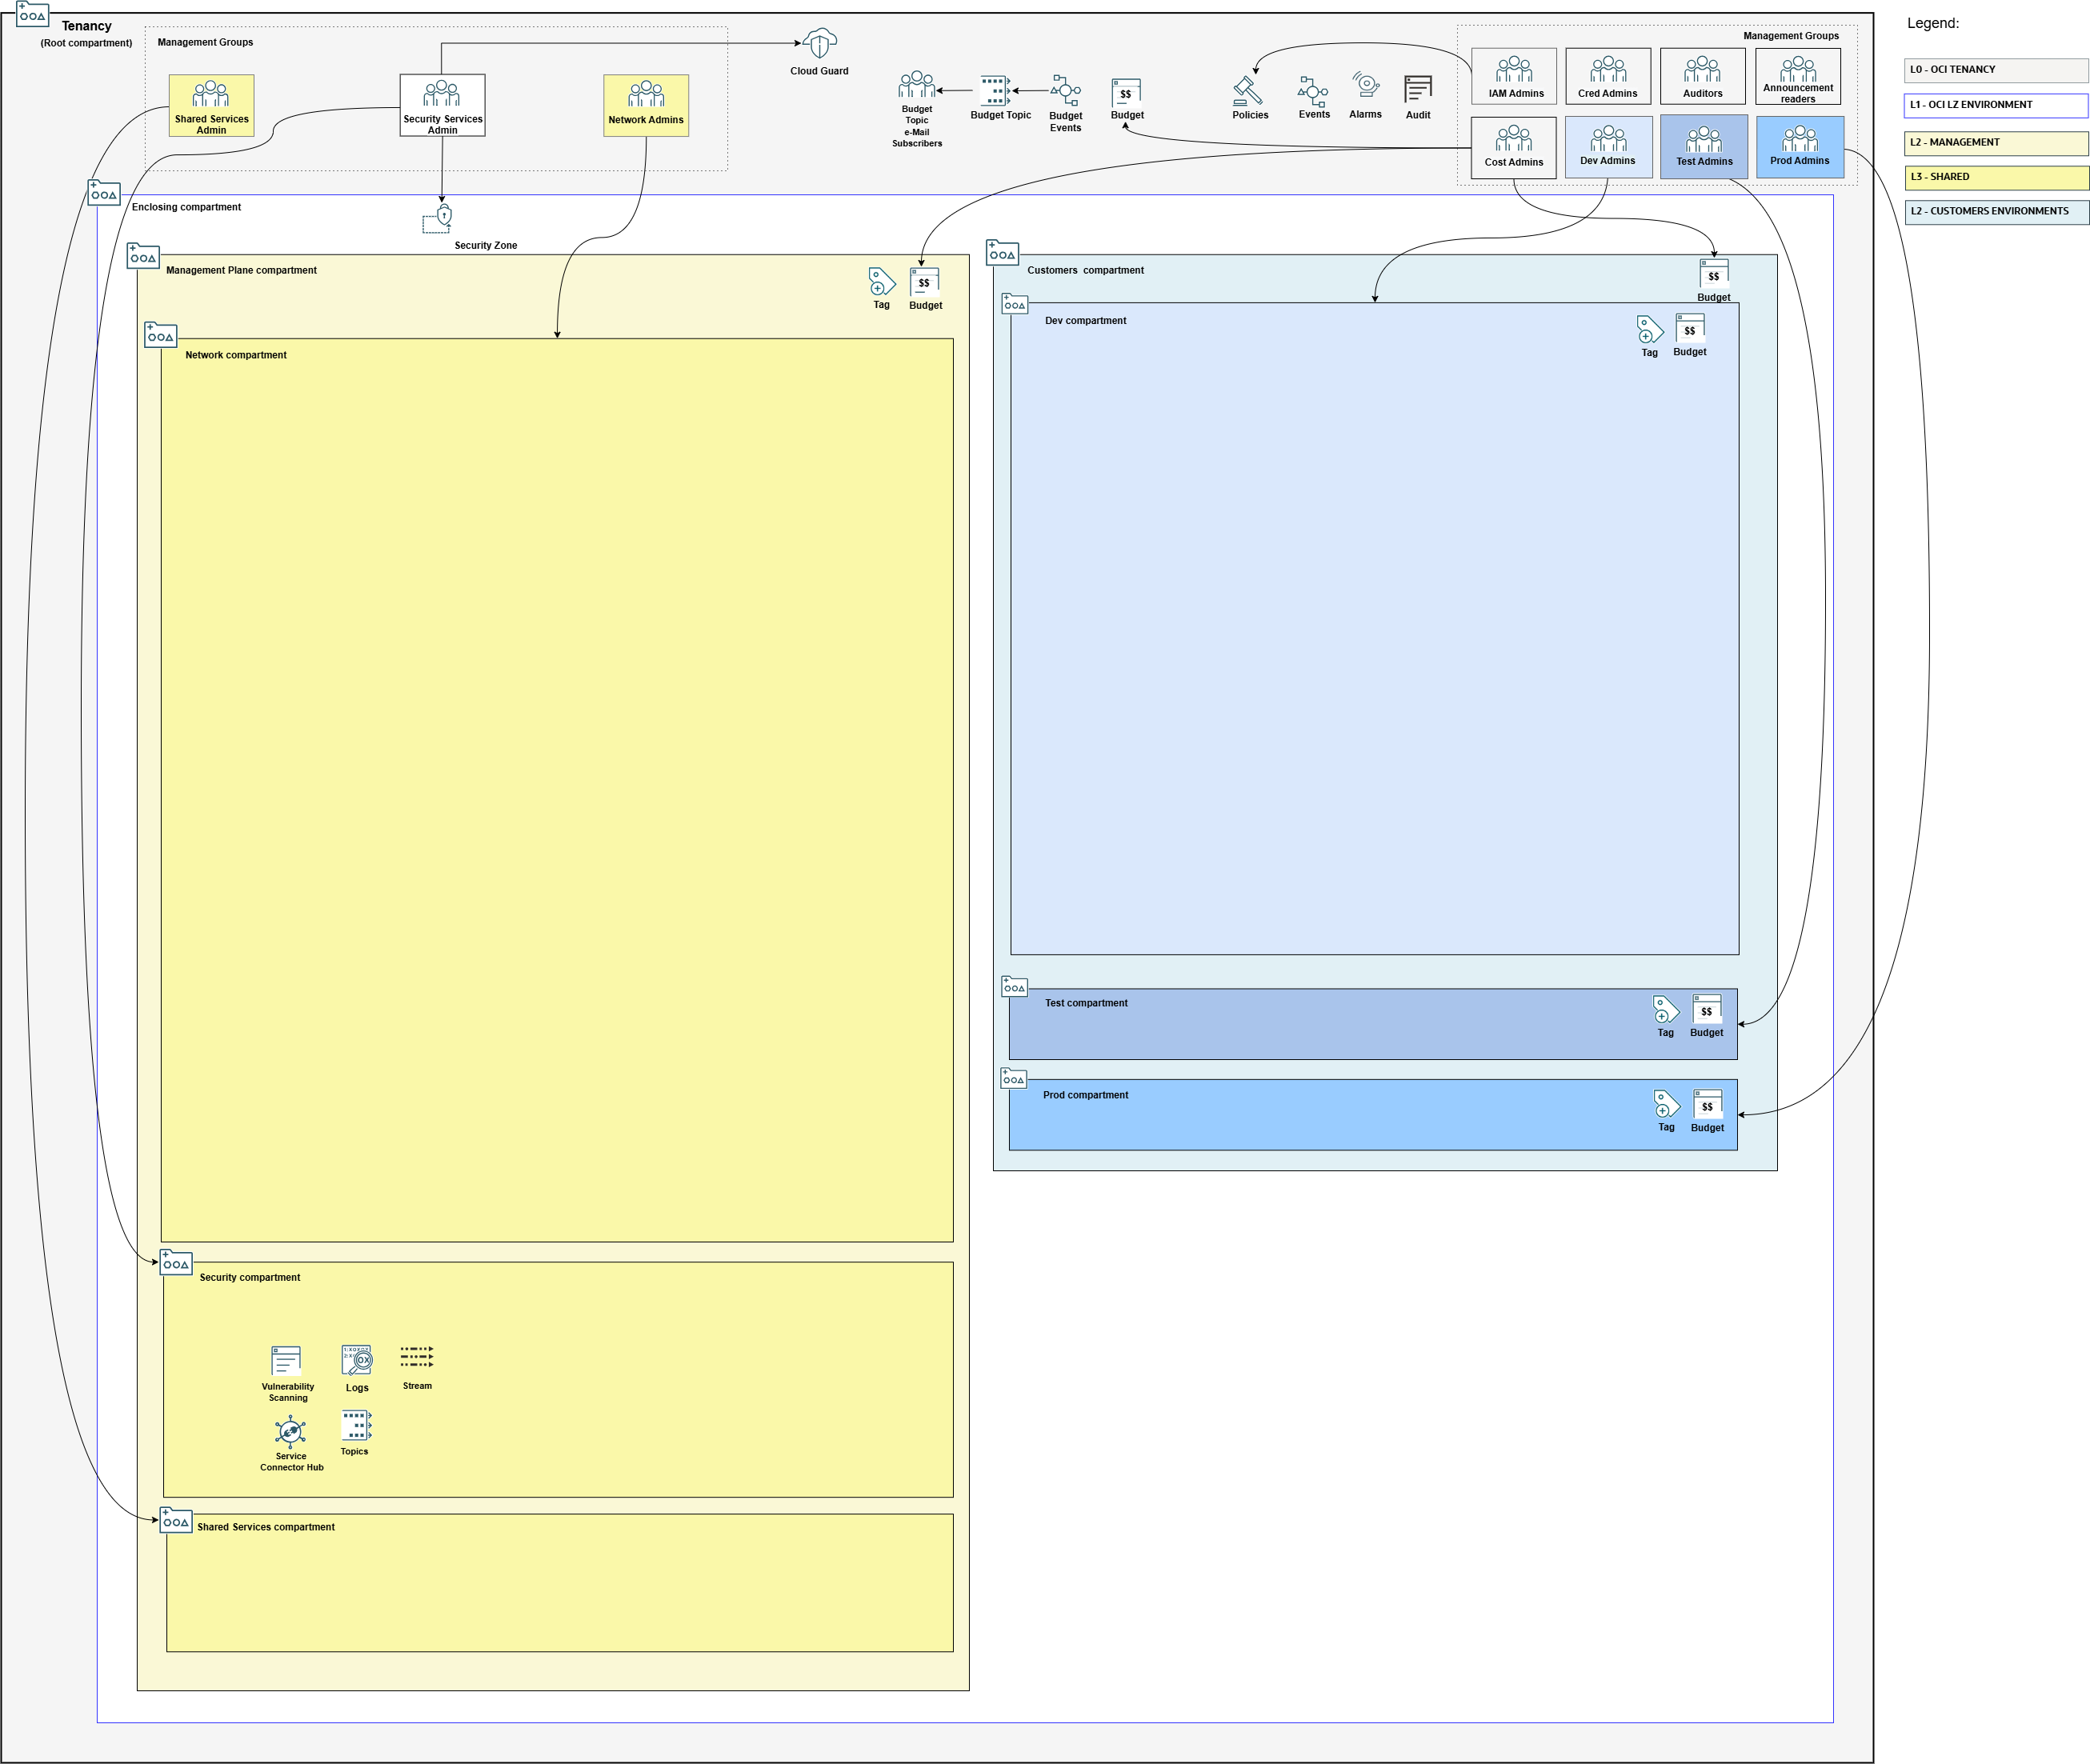 Tenancy
(Root compartment)
Management Groups
Shared Services
Admin
Security Services
Admin
Network Admins
Cloud Guard
Budget
Topic
e-Mail
Subscribers
Budget Topic
Budget
Events
$$
Budget
Policies
Events
Alarms
Audit
Management Groups
IAM Admins
Cred Admins
Auditors
Announcement
readers
Cost Admins
Dev Admins
Test Admins
Prod Admins
Legend:
L0 - OCI TENANCY
L1 - OCI LZ ENVIRONMENT
L2 - MANAGEMENT
L3 - SHARED
L2 - CUSTOMERS ENVIRONMENTS
Enclosing compartment
Security Zone
Management Plane compartment
Tag
$$
Budget
Network compartment
Customers compartment
$$
Budget
Dev compartment
Tag
$$
Budget
Test compartment
Tag
$$
Budget
Prod compartment
Tag
$$
Budget
Security compartment
Vulnerability
Scanning
Logs
Stream
Service
Connector Hub
Topics
Shared Services compartment